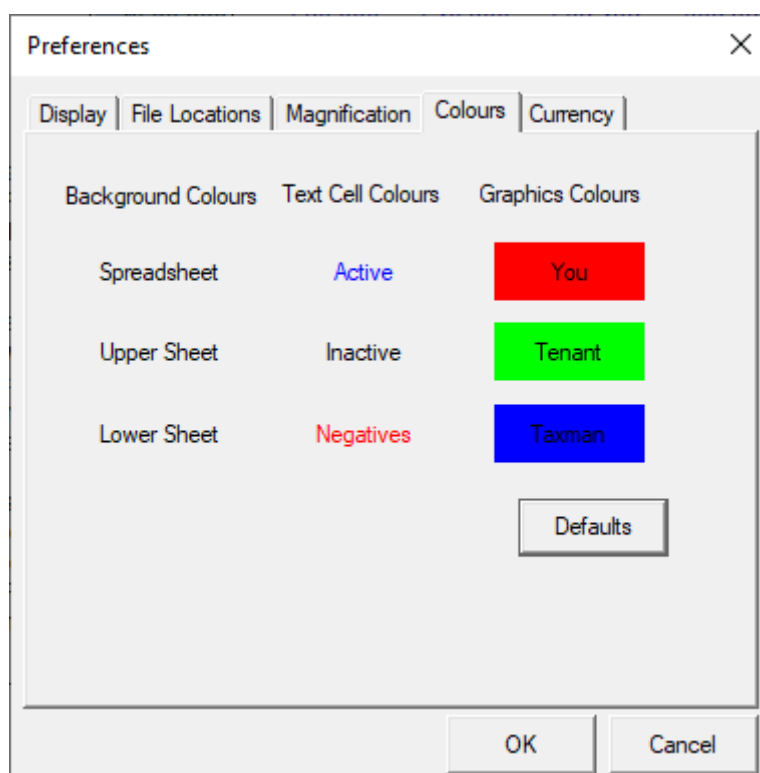 Preferences
Display File Locations Magnification Colours Currency
Background Colours Text Cell Colours Graphics Colours
Spreadsheet Active You
Upper Sheet Inactive Tenant
Lower Sheet Negatives Taxman
Defaults
OK Cancel